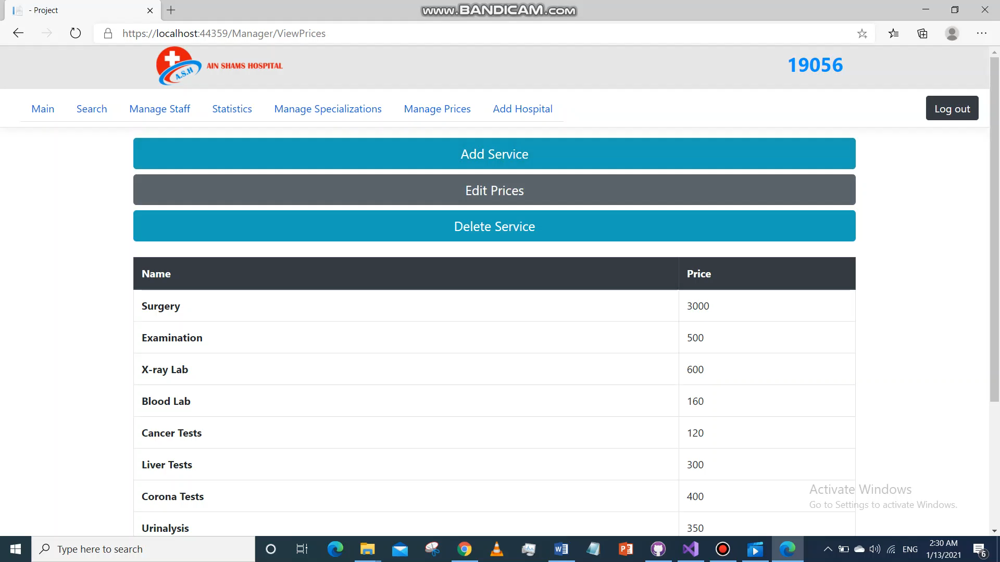 - Project
www.BANDICAM.com
https://localhost:44359/Manager/ViewPrices
A.S.H
AIN SHAMS HOSPITAL
19056
Main Search Manage Staff Statistics Manage Specializations Manage Prices Add Hospital Log out
Add Service
Edit Prices
Delete Service
Name Price
Surgery 3000
Examination 500
X-ray Lab 600
Blood Lab 160
Cancer Tests 120
Liver Tests 300
Corona Tests 400
Urinalysis 350
Activate Windows
Go to Settings to activate Windows.
Type here to search
ENG
2:30 AM
1/13/2021
6